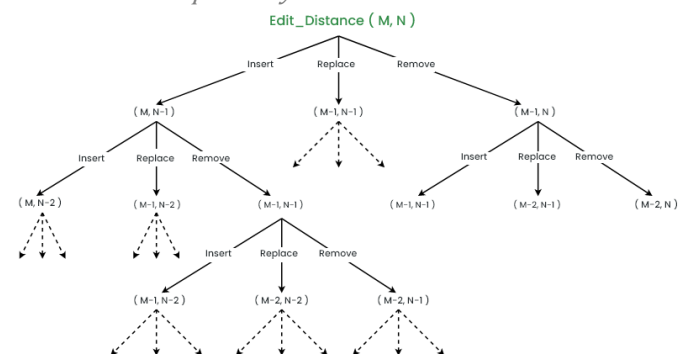 Edit_Distance ( M, N )
Insert Replace Remove
( M, N-1 ) ( M-1, N-1 ) ( M-1, N )
Insert Replace Remove Insert Replace Remove
( M, N-2 ) ( M-1, N-2 ) ( M-1, N-1 ) ( M-1, N-1 ) ( M-2, N-1 ) ( M-2, N )
Insert Replace Remove
( M-1, N-2 ) ( M-2, N-2 ) ( M-2, N-1 )